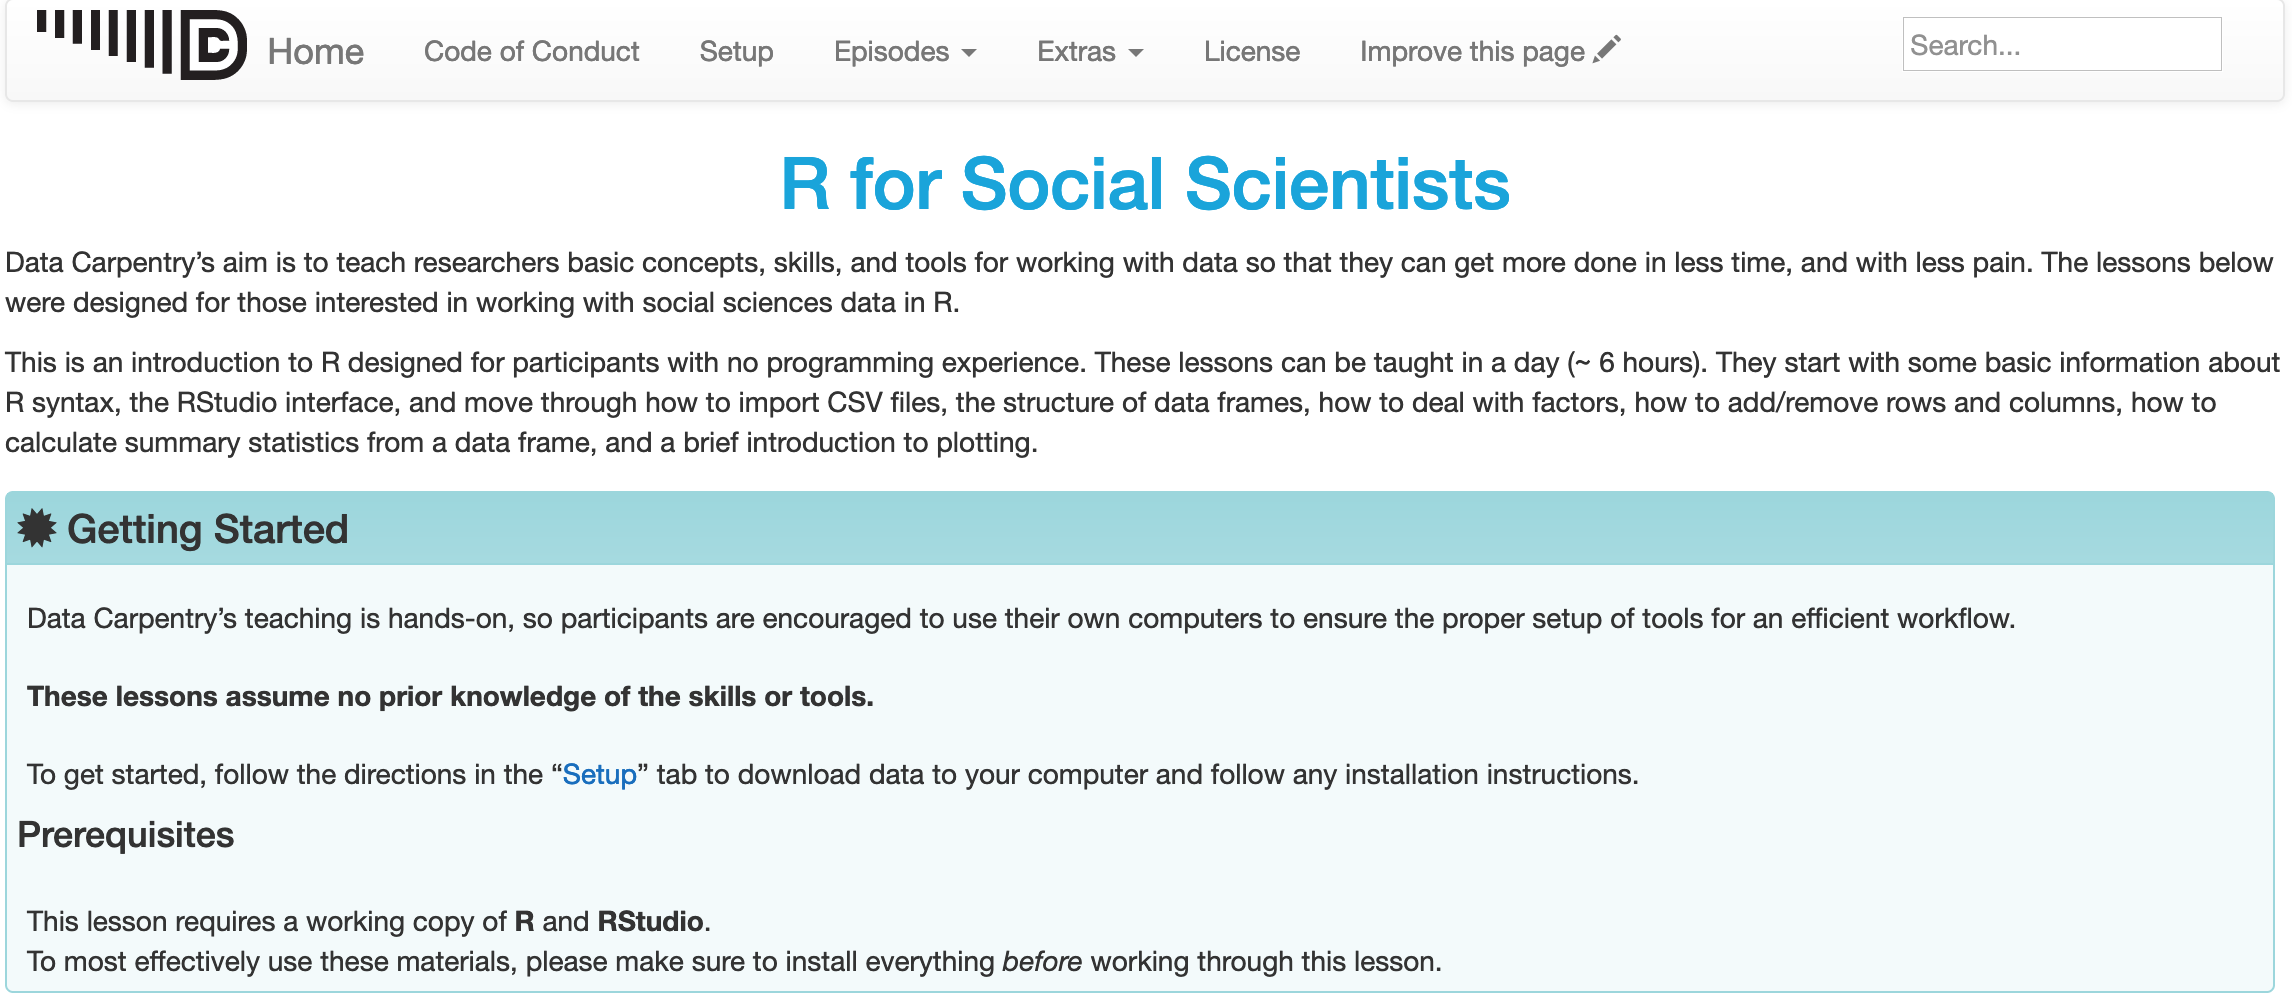 Home Code of Conduct Setup Episodes Extras License Improve this page Search...
R for Social Scientists
Data Carpentry’s aim is to teach researchers basic concepts, skills, and tools for working with data so that they can get more done in less time, and with less pain. The lessons below
were designed for those interested in working with social sciences data in R.
This is an introduction to R designed for participants with no programming experience. These lessons can be taught in a day (~ 6 hours). They start with some basic information about
R syntax, the RStudio interface, and move through how to import CSV files, the structure of data frames, how to deal with factors, how to add/remove rows and columns, how to
calculate summary statistics from a data frame, and a brief introduction to plotting.
Getting Started
Data Carpentry’s teaching is hands-on, so participants are encouraged to use their own computers to ensure the proper setup of tools for an efficient workflow.
These lessons assume no prior knowledge of the skills or tools.
To get started, follow the directions in the “Setup” tab to download data to your computer and follow any installation instructions.
Prerequisites
This lesson requires a working copy of R and RStudio.
To most effectively use these materials, please make sure to install everything before working through this lesson.